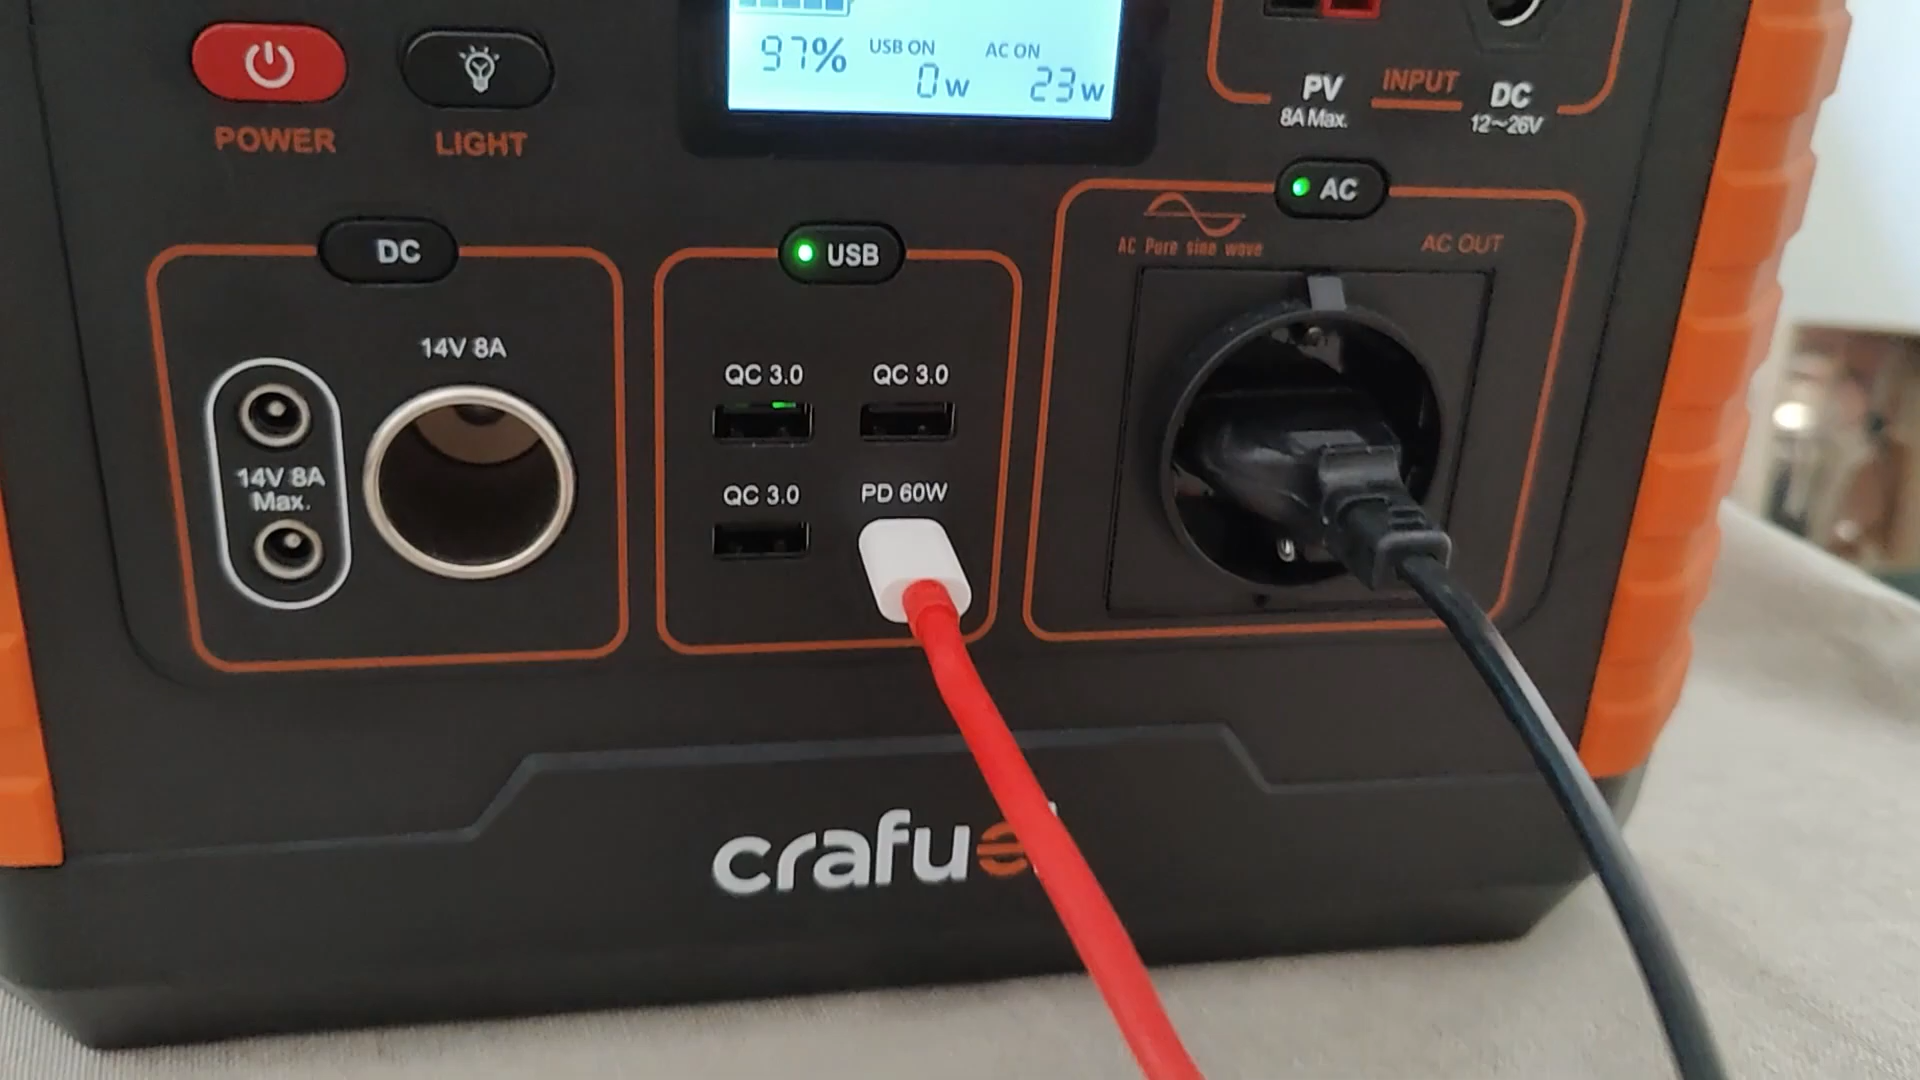 97%
USB ON
0w
AC ON
23w
POWER
LIGHT
PV
8A Max.
INPUT
DC
12~26V
DC
14V 8A
14V 8A
Max.
USB
QC 3.0
QC 3.0
QC 3.0
PD 60W
AC
AC Pure sine wave
AC OUT
crafuel